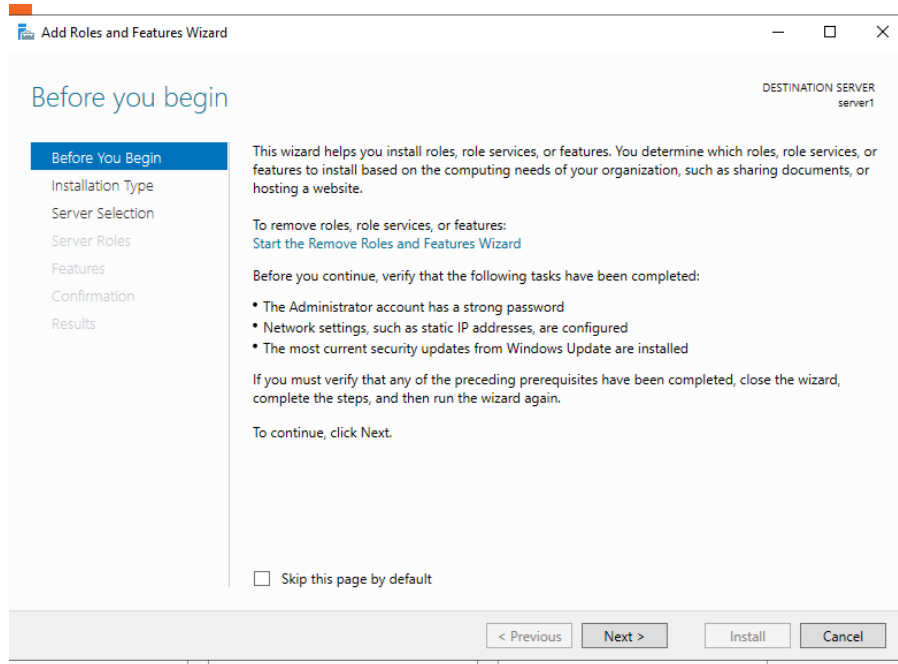 Add Roles and Features Wizard
Before you begin
DESTINATION SERVER
server1
Before You Begin
Installation Type
Server Selection
Server Roles
Features
Confirmation
Results
This wizard helps you install roles, role services, or features. You determine which roles, role services, or
features to install based on the computing needs of your organization, such as sharing documents, or
hosting a website.
To remove roles, role services, or features:
Start the Remove Roles and Features Wizard
Before you continue, verify that the following tasks have been completed:
• The Administrator account has a strong password
• Network settings, such as static IP addresses, are configured
• The most current security updates from Windows Update are installed
If you must verify that any of the preceding prerequisites have been completed, close the wizard,
complete the steps, and then run the wizard again.
To continue, click Next.
Skip this page by default
< Previous
Next >
Install
Cancel